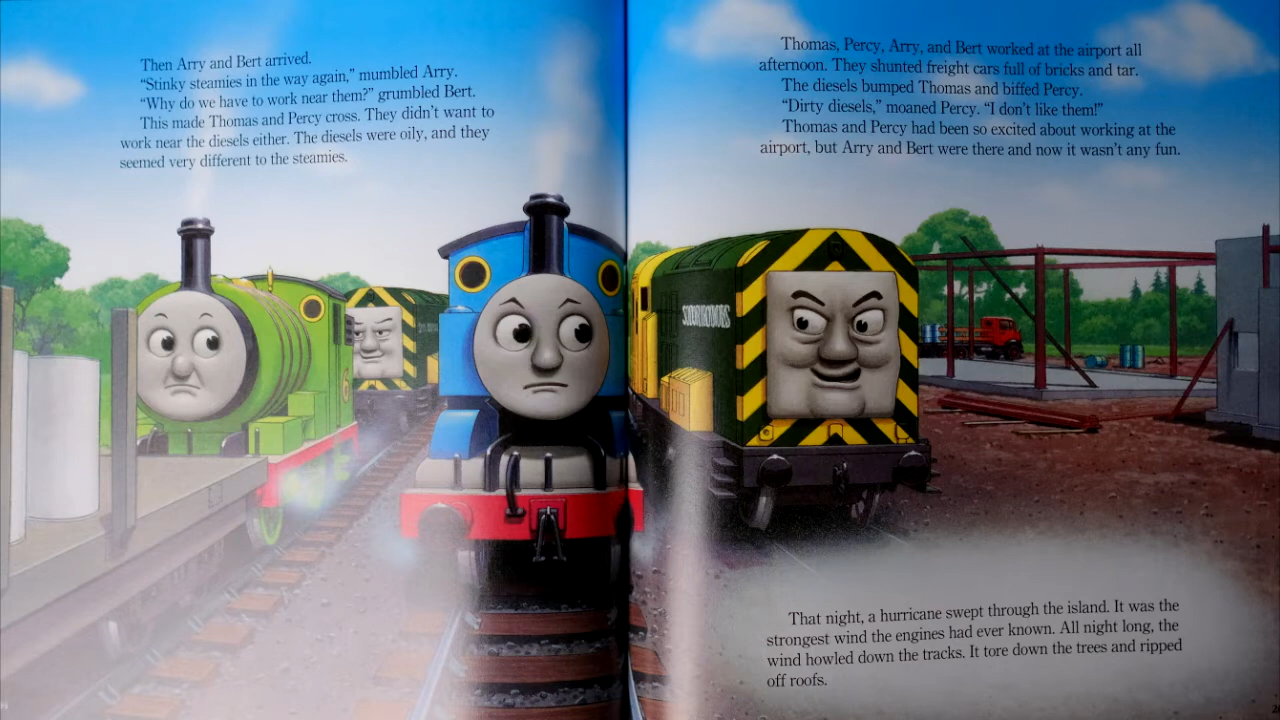 Then Arry and Bert arrived.
“Stinky steamies in the way again,” mumbled Arry.
“Why do we have to work near them?” grumbled Bert.
This made Thomas and Percy cross. They didn’t want to
work near the diesels either. The diesels were oily, and they
seemed very different to the steamies.
Thomas, Percy, Arry, and Bert worked at the airport all
afternoon. They shunted freight cars full of bricks and tar.
The diesels bumped Thomas and biffed Percy.
“Dirty diesels,” moaned Percy. “I don’t like them!”
Thomas and Percy had been so excited about working at the
airport, but Arry and Bert were there and now it wasn’t any fun.
That night, a hurricane swept through the island. It was the
strongest wind the engines had ever known. All night long, the
wind howled down the tracks. It tore down the trees and ripped
off roofs.